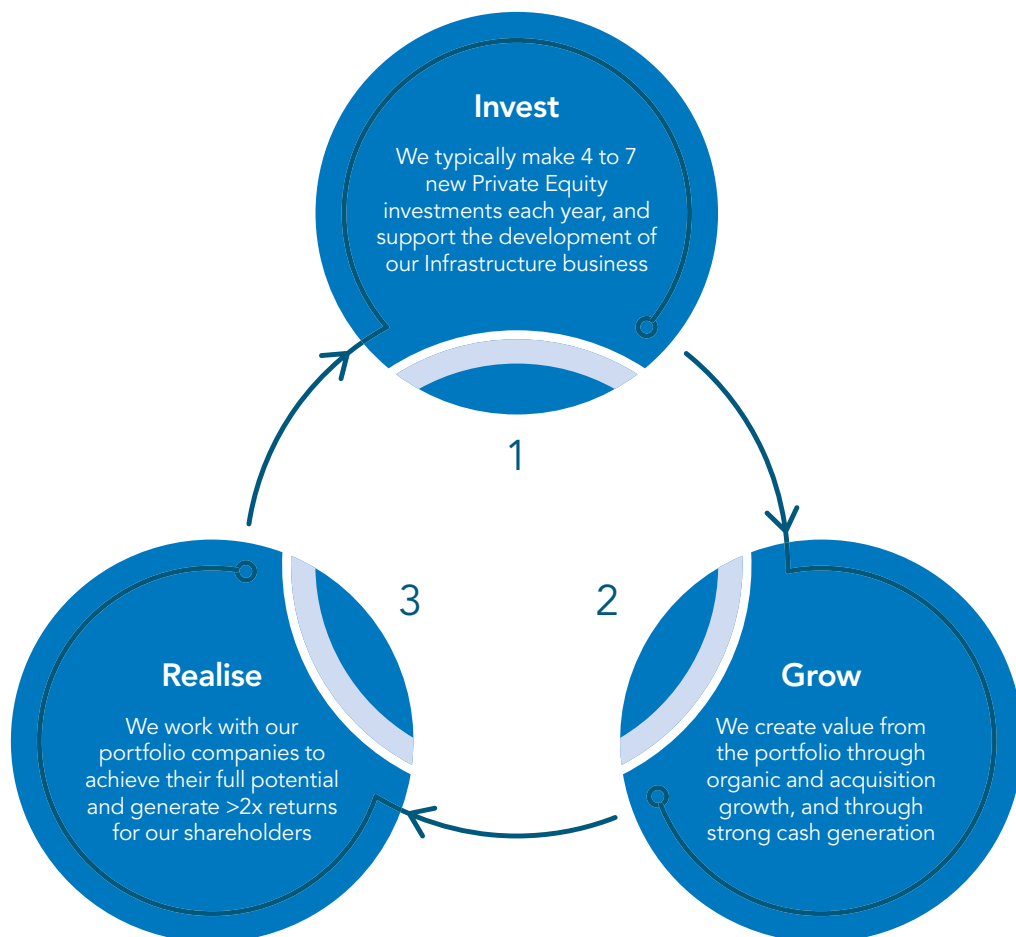 Invest
We typically make 4 to 7
new Private Equity
investments each year, and
support the development of
our Infrastructure business
1
2
Grow
We create value from
the portfolio through
organic and acquisition
growth, and through
strong cash generation
3
Realise
We work with our
portfolio companies to
achieve their full potential
and generate >2x returns
for our shareholders